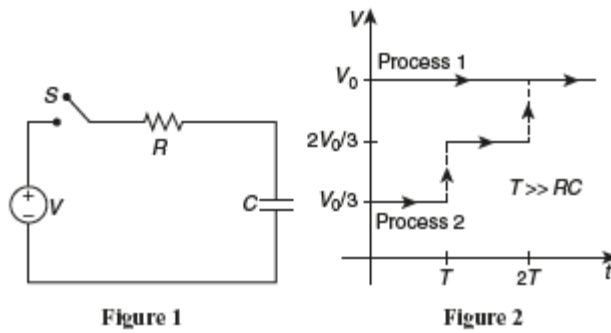 S
R
V
C
Figure 1
V
Process 1
V₀
2V₀/3
T >> RC
V₀/3
Process 2
T
2T
t
Figure 2